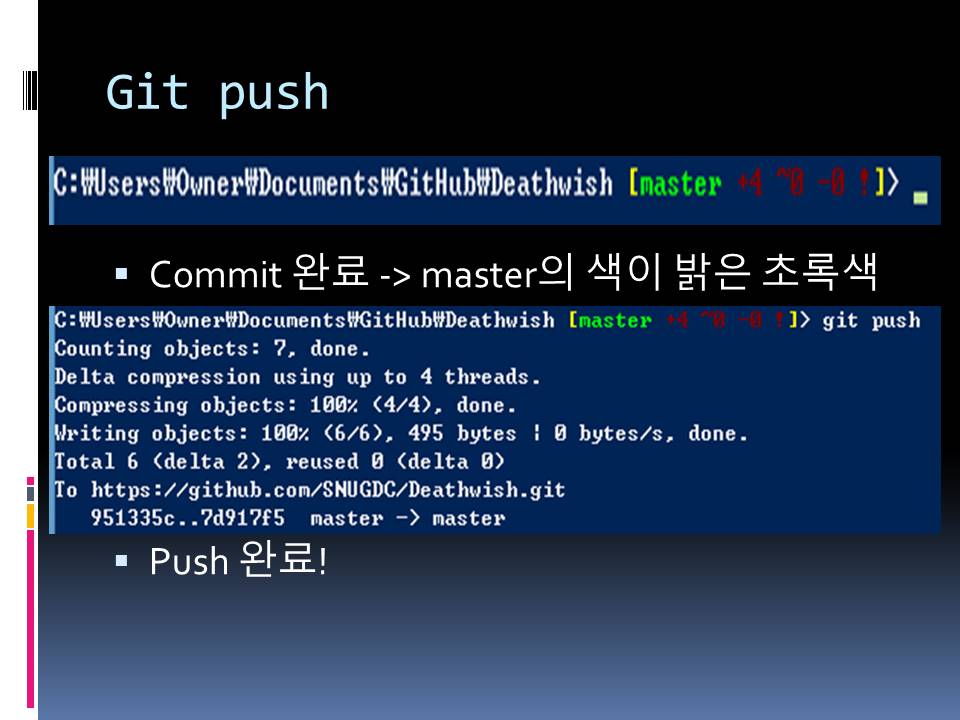 Git push
C:₩Users₩Owner₩Documents₩GitHub₩Deathwish [master +4 ~0 -0 !]> _
Commit 완료 -> master의 색이 밝은 초록색
C:₩Users₩Owner₩Documents₩GitHub₩Deathwish [master +4 ~0 -0 !]> git push
Counting objects: 7, done.
Delta compression using up to 4 threads.
Compressing objects: 100% (4/4), done.
Writing objects: 100% (6/6), 495 bytes | 0 bytes/s, done.
Total 6 (delta 2), reused 0 (delta 0)
To https://github.com/SNUGDC/Deathwish.git
951335c..7d917f5 master -> master
Push 완료!